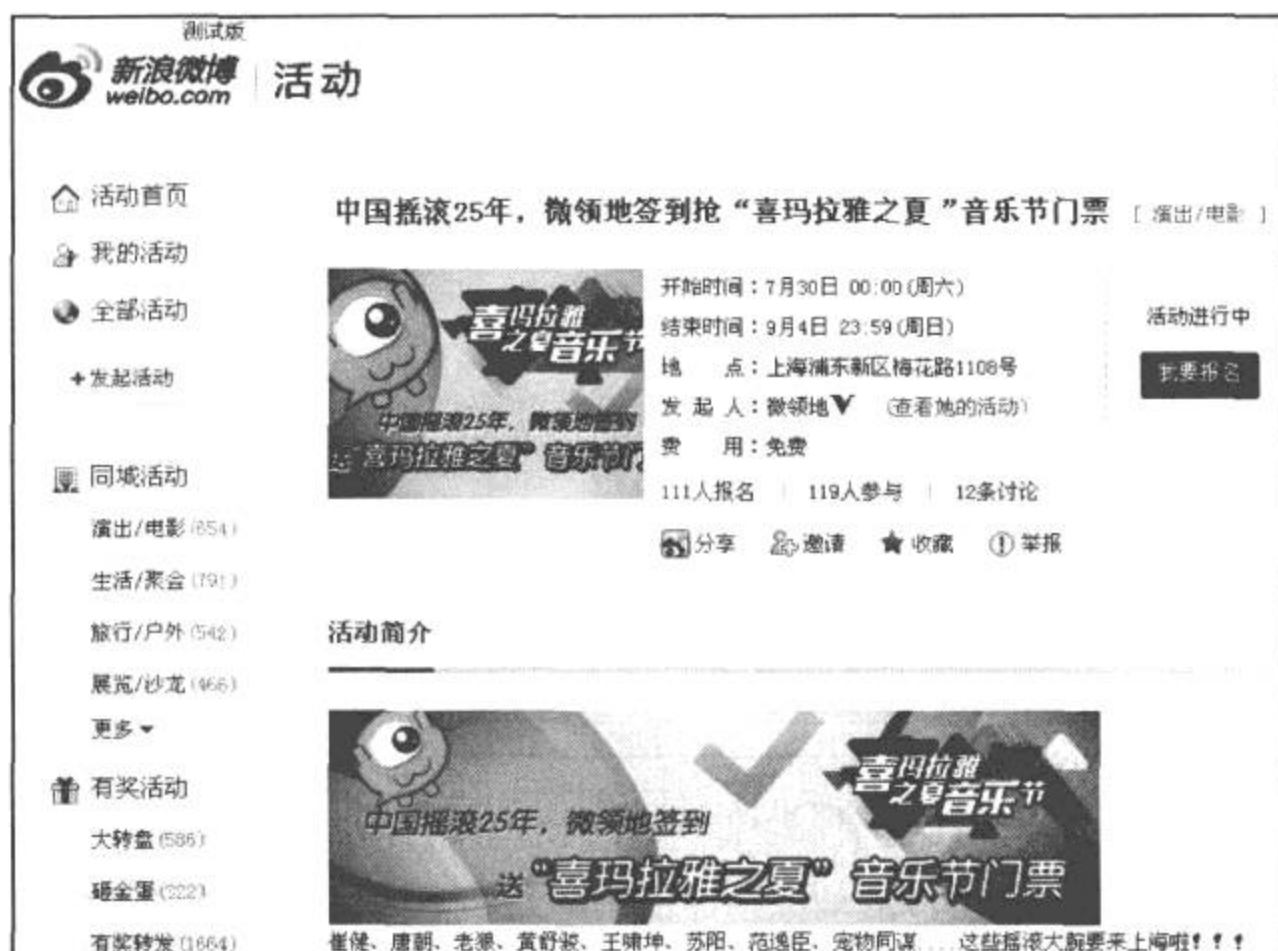 测试版
新浪微博
weibo.com
活动
活动首页
我的活动
全部活动
+发起活动
同城活动
演出/电影(654)
生活/聚会(791)
旅行/户外(542)
展览/沙龙(466)
更多
有奖活动
大转盘(586)
砸金蛋
有奖转发(1664)
中国摇滚25年，微领地签到抢“喜玛拉雅之夏”音乐节门票 [ 演出/电影 ]
喜玛拉雅
之夏音乐节
中国摇滚25年，微领地签到
送“喜玛拉雅之夏”音乐节门
开始时间：7月30日 00:00(周六)
结束时间：9月4日 23:59(周日)
地 点：上海浦东新区梅花路1108号
发 起 人：微领地V (查看她的活动)
费 用：免费
111人报名 | 119人参与 | 12条讨论
分享 邀请 收藏 举报
活动进行中
我要报名
活动简介
喜玛拉雅
之夏音乐节
中国摇滚25年，微领地签到
送“喜玛拉雅之夏”音乐节门票
崔健、唐朝、老狼、黄舒骏、王啸坤、苏阳、范逸臣、宠物同谋....这些摇滚大腕要来上海啦！！！